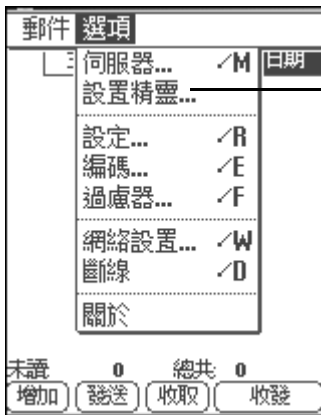 郵件 選項
伺服器... ⁄M 日期
設置精靈...
設定... ⁄R
編碼... ⁄E
過慮器... ⁄F
網絡設置... ⁄W
斷線 ⁄D
關於
未讀 0 總共 0
增加 發送 收取 收發